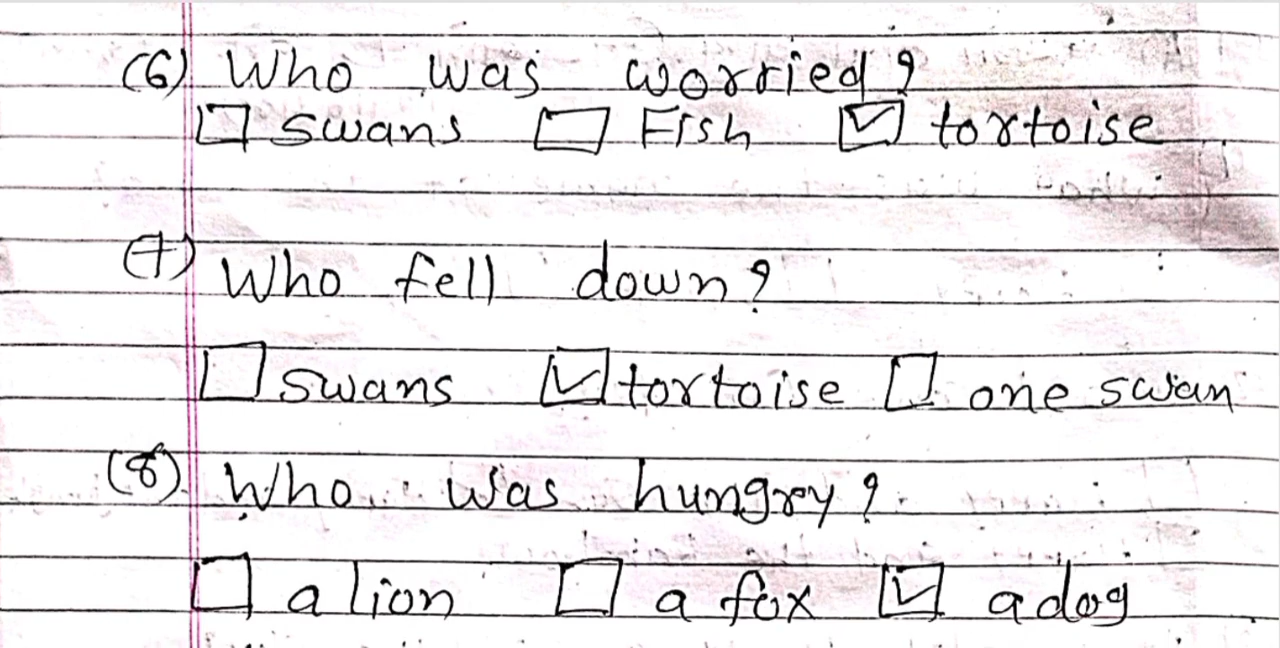 (6) Who was worried?
☐ swans ☐ Fish ☑ tortoise
(7) Who fell down?
☐ swans ☑ tortoise ☐ one swan
(8) Who was hungry?
☐ a lion ☐ a fox ☑ a dog